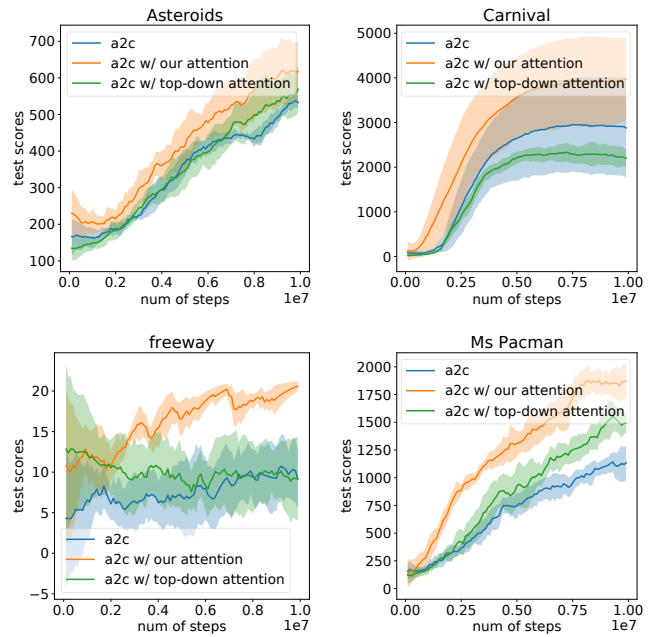 Asteroids
700
600
500
400
300
200
100
test scores
a2c
a2c w/ our attention
a2c w/ top-down attention
0.0
0.2
0.4
0.6
0.8
1.0
num of steps
1e7
Carnival
5000
4000
3000
2000
1000
0
test scores
a2c
a2c w/ our attention
a2c w/ top-down attention
0.0
0.25
0.50
0.75
1.00
num of steps
1e7
freeway
20
15
10
5
0
−5
test scores
a2c
a2c w/ our attention
a2c w/ top-down attention
0.0
0.2
0.4
0.6
0.8
1.0
num of steps
1e7
Ms Pacman
2000
1750
1500
1250
1000
750
500
250
0
test scores
a2c
a2c w/ our attention
a2c w/ top-down attention
0.00
0.25
0.50
0.75
1.00
num of steps
1e7